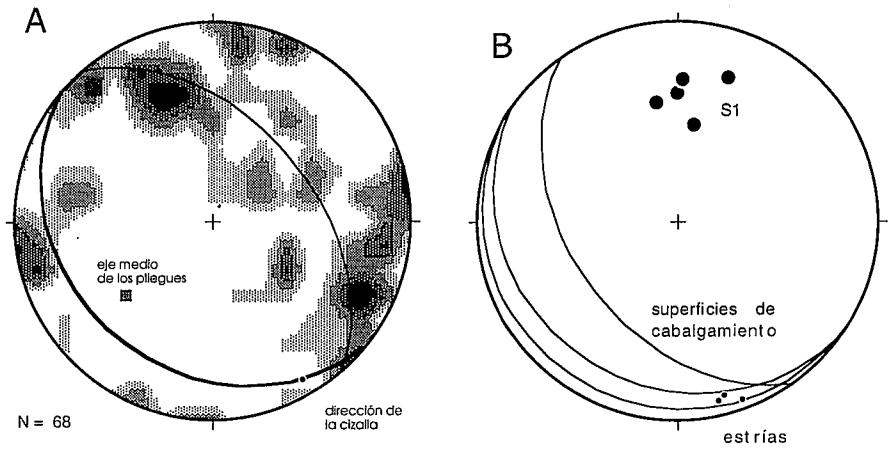 A
B
S1
eje medio
de los pliegues
superficies de
cabalgamiento
N = 68
dirección de
la cizalla
estrías